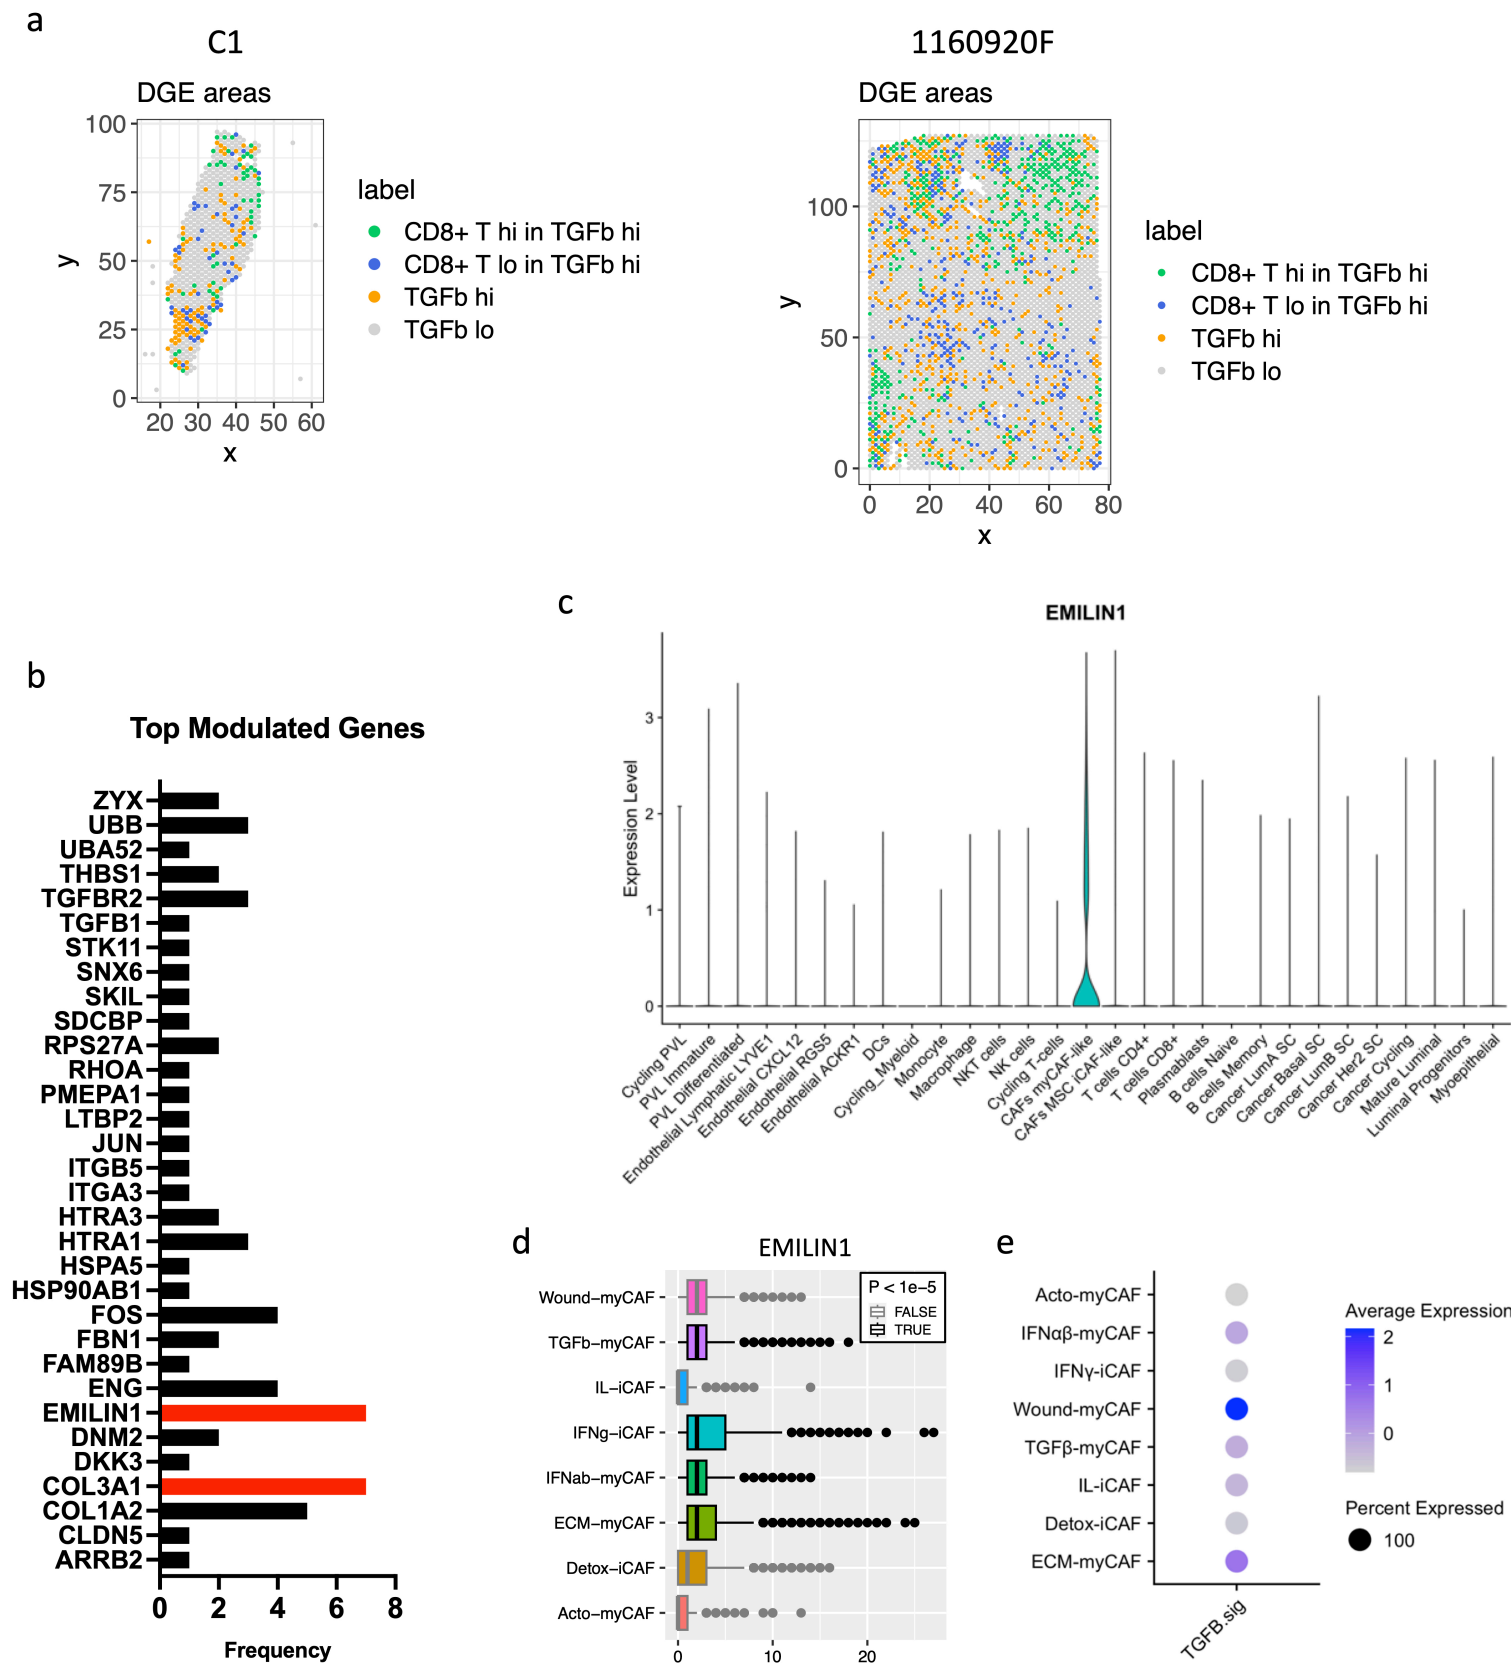 a
C1
DGE areas
100
75
50
25
0
y
20 30 40 50 60
x
label
CD8+ T hi in TGFb hi
CD8+ T lo in TGFb hi
TGFb hi
TGFb lo
1160920F
DGE areas
100
50
0
y
0 20 40 60 80
x
label
CD8+ T hi in TGFb hi
CD8+ T lo in TGFb hi
TGFb hi
TGFb lo
b
Top Modulated Genes
ZYX
UBB
UBA52
THBS1
TGFBR2
TGFB1
STK11
SNX6
SKIL
SDCBP
RPS27A
RHOA
PMEPA1
LTBP2
JUN
ITGB5
ITGA3
HTRA3
HTRA1
HSPA5
HSP90AB1
FOS
FBN1
FAM89B
ENG
EMILIN1
DNM2
DKK3
COL3A1
COL1A2
CLDN5
ARRB2
0 2 4 6 8
Frequency
c
EMILIN1
Expression Level
3
2
1
0
Cycling PVL
PVL Immature
PVL Differentiated
Endothelial Lymphatic LYVE1
Endothelial CXCL12
Endothelial RGS5
Endothelial ACKR1
DCs
Cycling_Myeloid
Monocyte
Macrophage
NKT cells
NK cells
Cycling T-cells
CAFs myCAF-like
CAFs MSC iCAF-like
T cells CD4+
T cells CD8+
Plasmablasts
B cells Naive
B cells Memory
Cancer LumA SC
Cancer Basal SC
Cancer LumB SC
Cancer Her2 SC
Cancer Cycling
Mature Luminal
Luminal Progenitors
Myoepithelial
d
EMILIN1
Wound−myCAF
TGFb−myCAF
IL−iCAF
IFNg−iCAF
IFNab−myCAF
ECM−myCAF
Detox−iCAF
Acto−myCAF
0 10 20
P < 1e−5
FALSE
TRUE
e
Acto-myCAF
IFNαβ-myCAF
IFNγ-iCAF
Wound-myCAF
TGFβ-myCAF
IL-iCAF
Detox-iCAF
ECM-myCAF
TGFB.sig
Average Expression
2
1
0
Percent Expressed
100